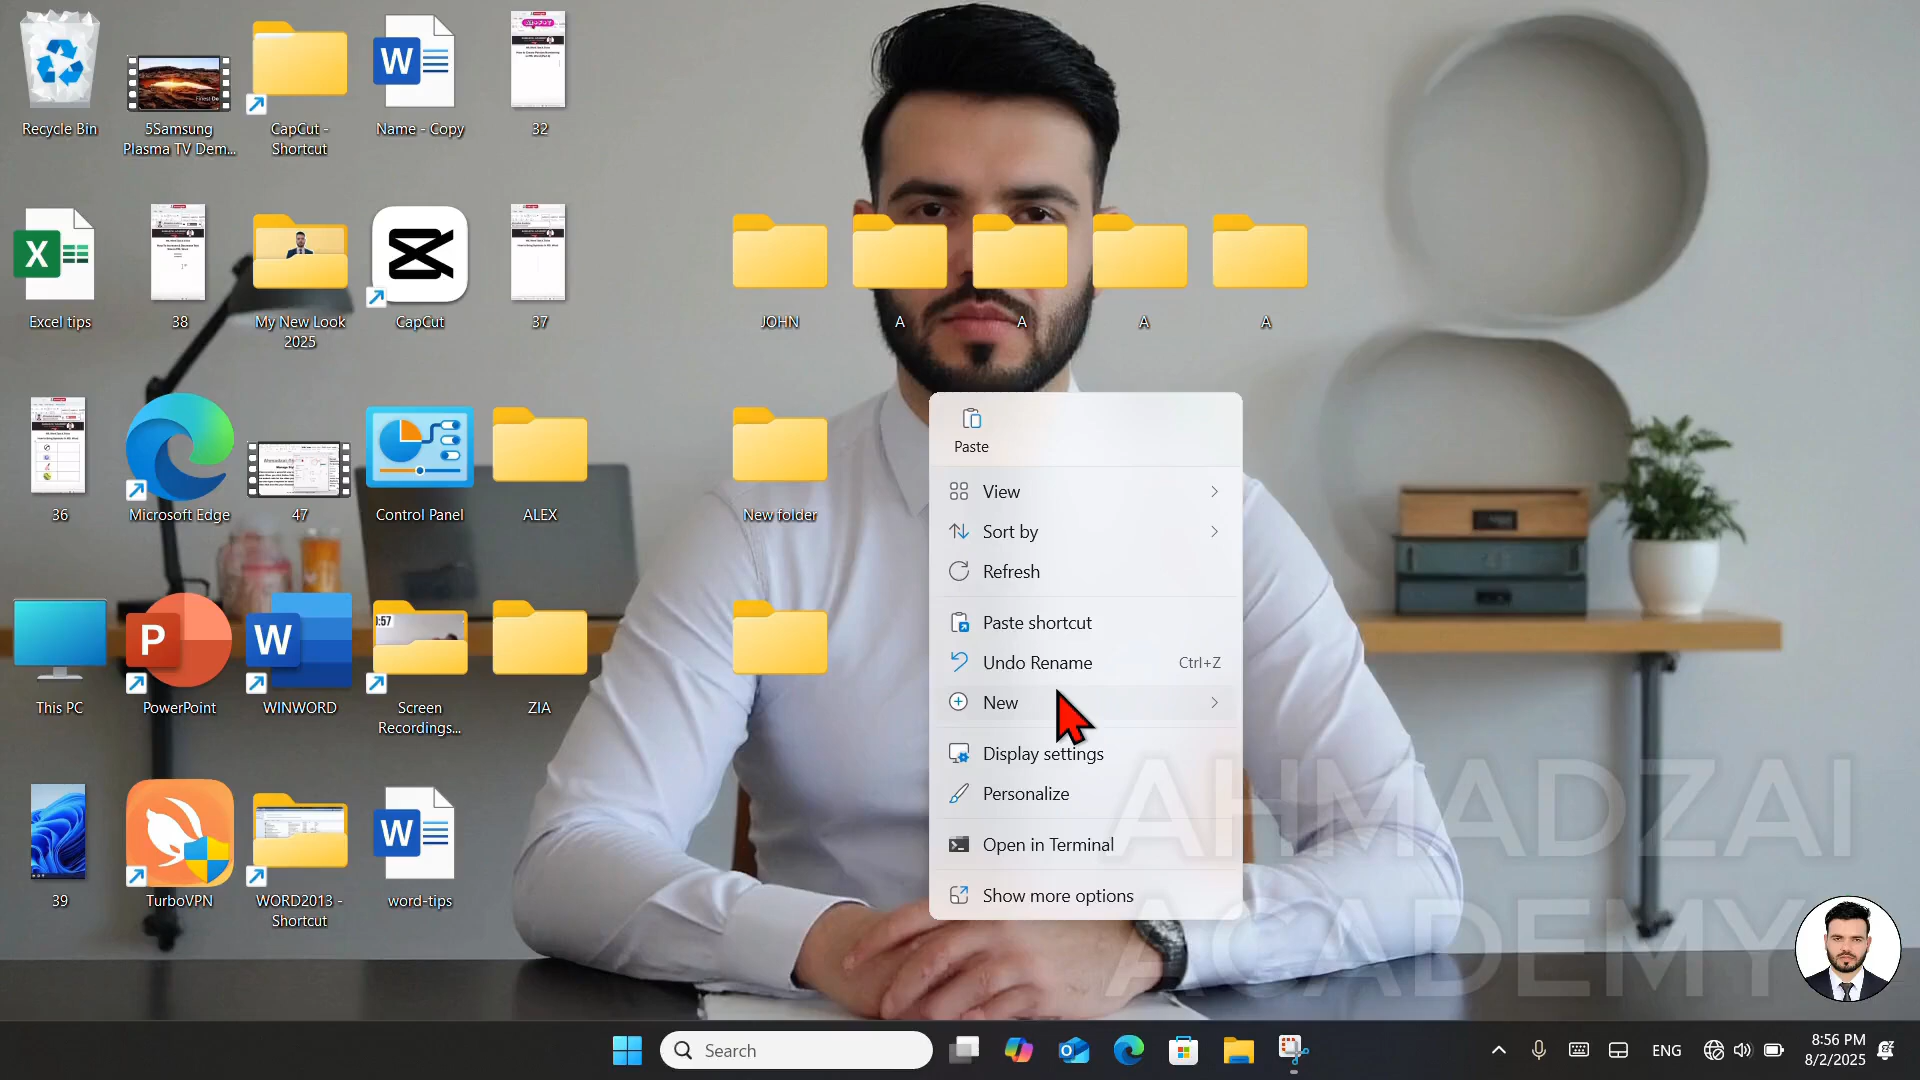 Recycle Bin
5Samsung
Plasma TV Dem...
CapCut -
Shortcut
Name - Copy
32
Excel tips
38
My New Look
2025
CapCut
37
JOHN
A
A
A
A
36
Microsoft Edge
47
Control Panel
ALEX
New folder
This PC
PowerPoint
WINWORD
Screen
Recordings...
ZIA
39
TurboVPN
WORD2013 -
Shortcut
word-tips
Paste
View
Sort by
Refresh
Paste shortcut
Undo Rename Ctrl+Z
New
Display settings
Personalize
Open in Terminal
Show more options
AHMADZAI
ACADEMY
Search
ENG
8:56 PM
8/2/2025